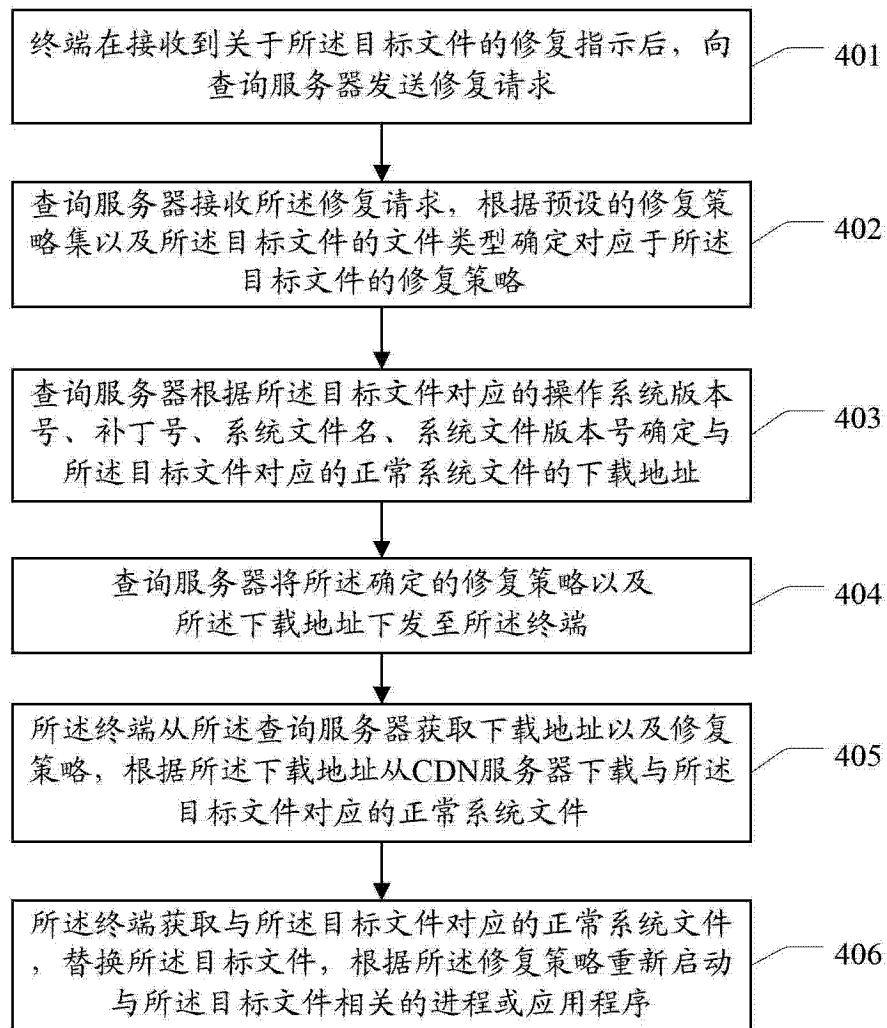 终端在接收到关于所述目标文件的修复指示后，向
查询服务器发送修复请求
401
查询服务器接收所述修复请求，根据预设的修复策
略集以及所述目标文件的文件类型确定对应于所述
目标文件的修复策略
402
查询服务器根据所述目标文件对应的操作系统版本
号、补丁号、系统文件名、系统文件版本号确定与
所述目标文件对应的正常系统文件的下载地址
403
查询服务器将所述确定的修复策略以及
所述下载地址下发至所述终端
404
所述终端从所述查询服务器获取下载地址以及修复
策略，根据所述下载地址从CDN服务器下载与所述
目标文件对应的正常系统文件
405
所述终端获取与所述目标文件对应的正常系统文件
，替换所述目标文件，根据所述修复策略重新启动
与所述目标文件相关的进程或应用程序
406